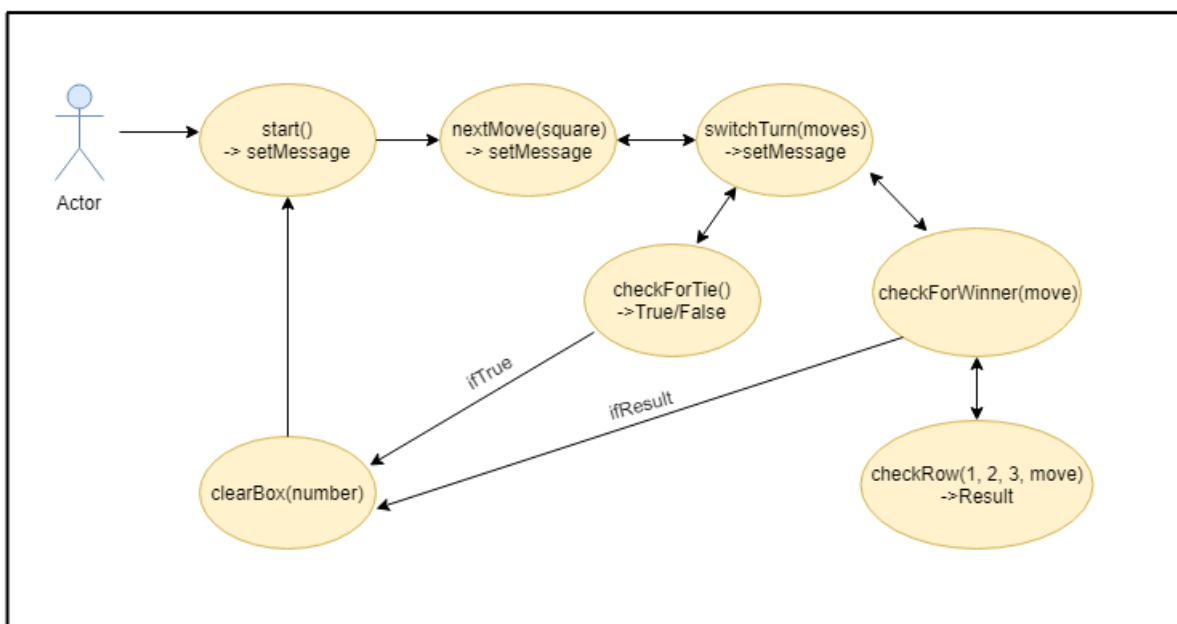 start()
-> setMessage
nextMove(square)
-> setMessage
switchTurn(moves)
->setMessage
Actor
checkForTie()
->True/False
checkForWinner(move)
ifTrue
ifResult
clearBox(number)
checkRow(1, 2, 3, move)
->Result